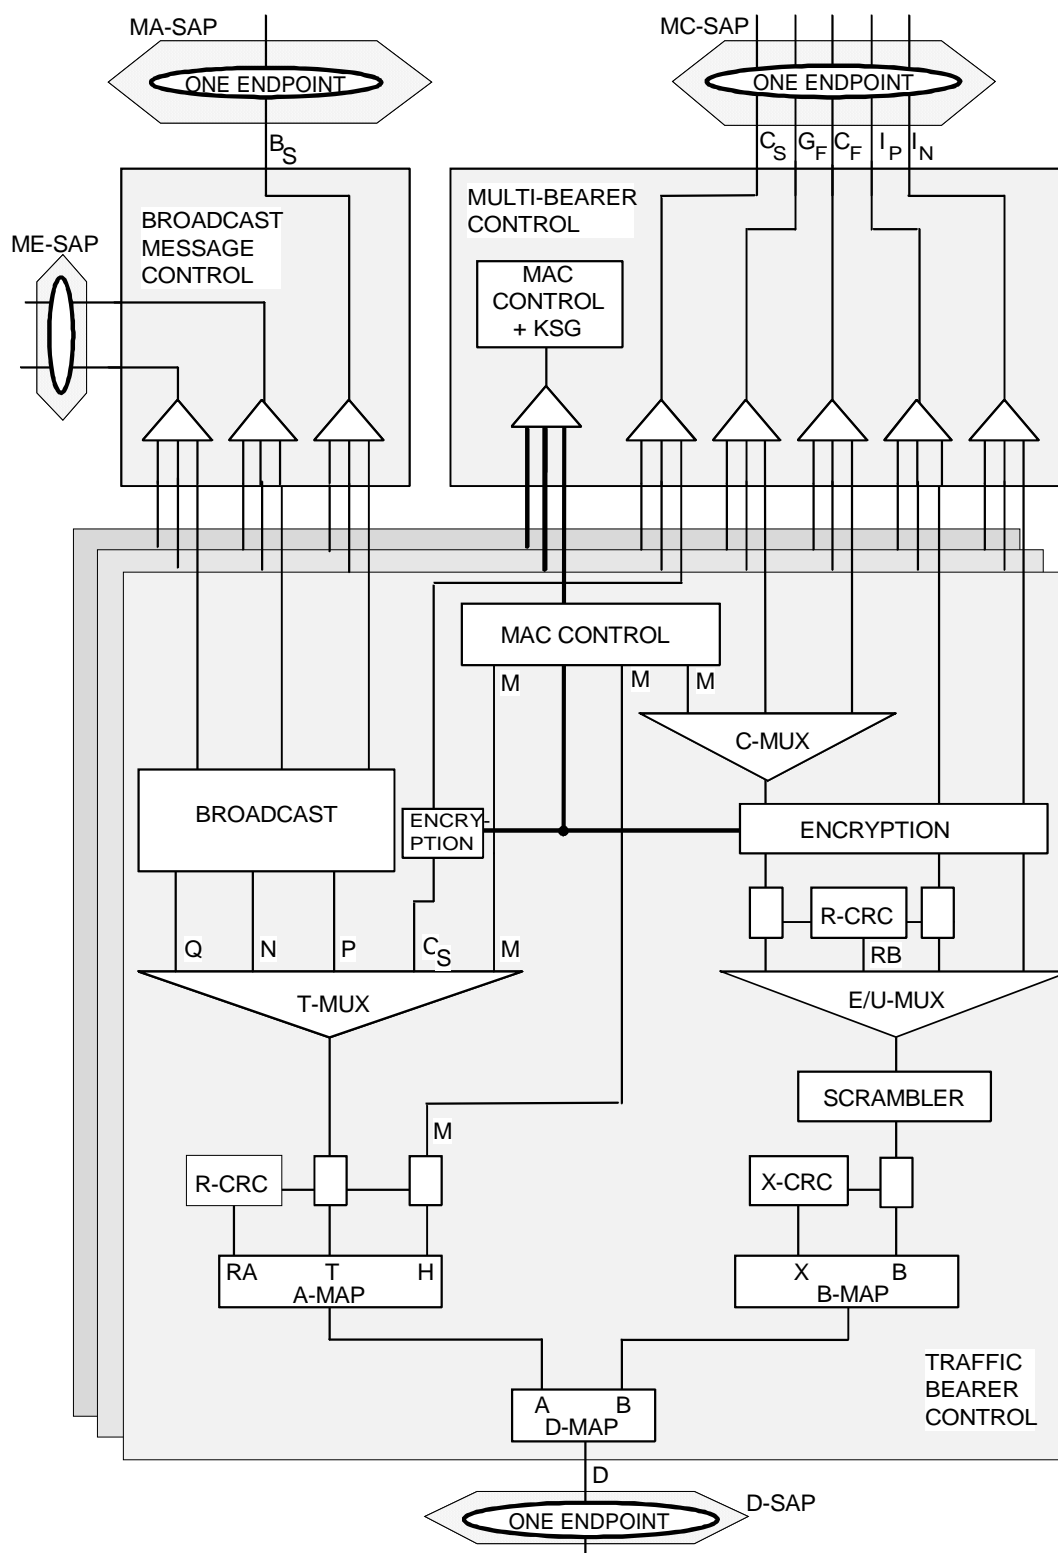 MA-SAP
MC-SAP
ONE ENDPOINT
ONE ENDPOINT
BS
CS GF CF IP IN
BROADCAST
MESSAGE
CONTROL
MULTI-BEARER
CONTROL
ME-SAP
MAC
CONTROL
+ KSG
MAC CONTROL
M
M
M
C-MUX
BROADCAST
ENCRY-
PTION
ENCRYPTION
R-CRC
Q N P CS M
RB
T-MUX
E/U-MUX
SCRAMBLER
M
R-CRC
X-CRC
RA T H
A-MAP
X B
B-MAP
TRAFFIC
BEARER
CONTROL
A B
D-MAP
D
D-SAP
ONE ENDPOINT